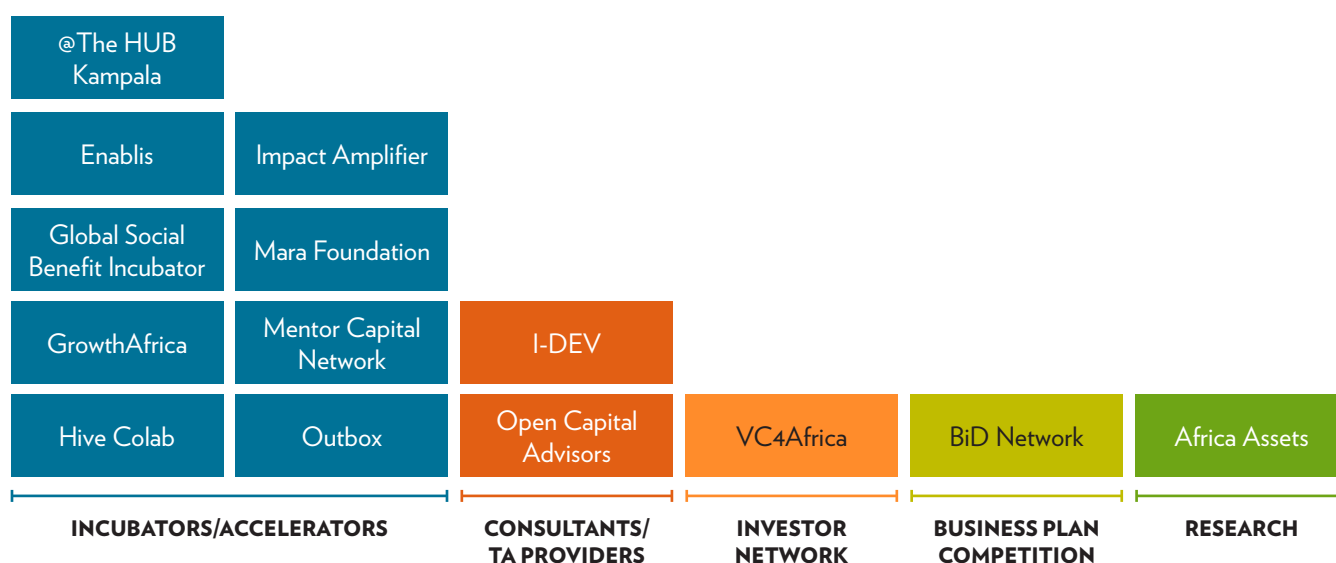 @The HUB
Kampala
Enablis
Impact Amplifier
Global Social
Benefit Incubator
Mara Foundation
GrowthAfrica
Mentor Capital
Network
I-DEV
Hive Colab
Outbox
Open Capital
Advisors
VC4Africa
BiD Network
Africa Assets
INCUBATORS/ACCELERATORS
CONSULTANTS/
TA PROVIDERS
INVESTOR
NETWORK
BUSINESS PLAN
COMPETITION
RESEARCH